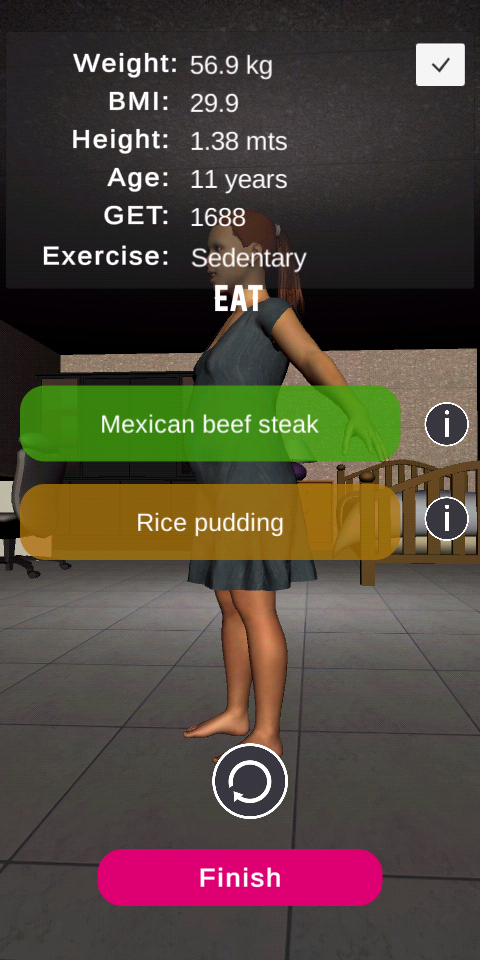 Weight: 56.9 kg
BMI: 29.9
Height: 1.38 mts
Age: 11 years
GET: 1688
Exercise: Sedentary
EAT
Mexican beef steak
i
Rice pudding
i
Finish